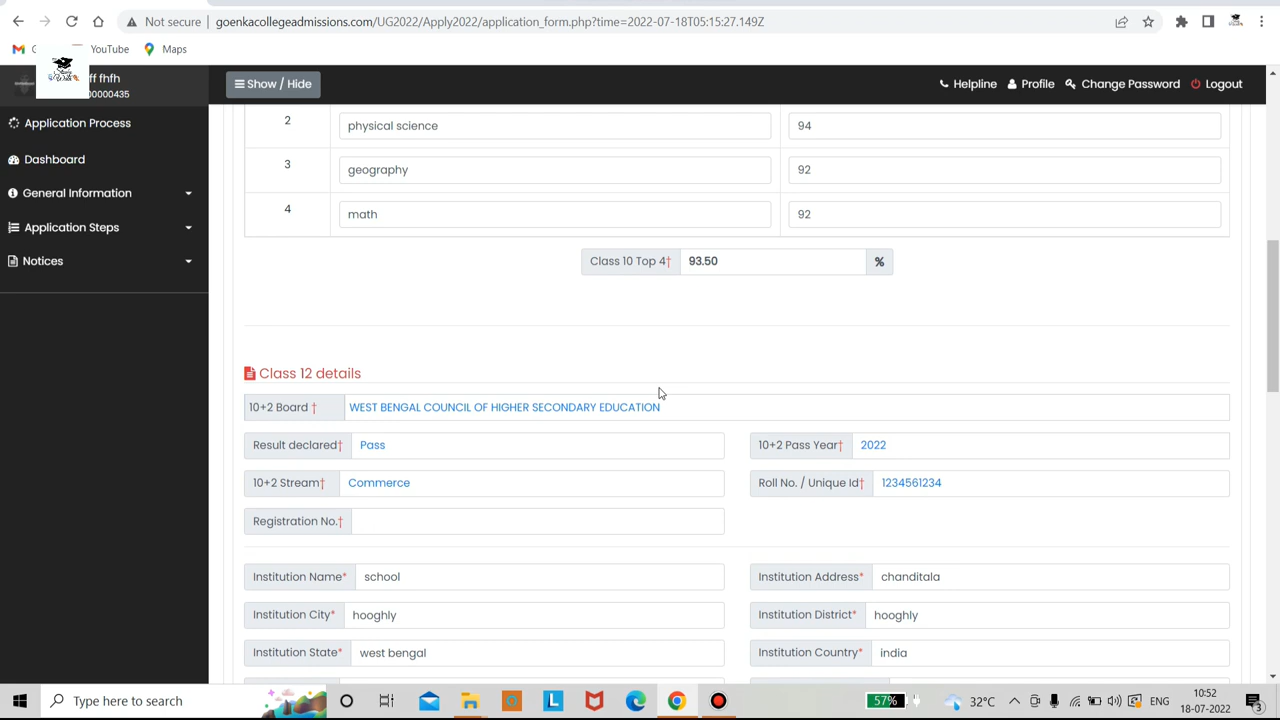 Not secure
goenkacollegeadmissions.com/UG2022/Apply2022/application_form.php?time=2022-07-18T05:15:27.149Z
YouTube
Maps
ff fhfh
00000435
Show / Hide
Helpline
Profile
Change Password
Logout
Application Process
Dashboard
General Information
Application Steps
Notices
2 physical science 94
3 geography 92
4 math 92
Class 10 Top 4† 93.50 %
Class 12 details
10+2 Board † WEST BENGAL COUNCIL OF HIGHER SECONDARY EDUCATION
Result declared† Pass
10+2 Pass Year† 2022
10+2 Stream† Commerce
Roll No. / Unique Id† 1234561234
Registration No.†
Institution Name* school
Institution Address* chanditala
Institution City* hooghly
Institution District* hooghly
Institution State* west bengal
Institution Country* india
Type here to search
57%
32°C
ENG
10:52
18-07-2022
3